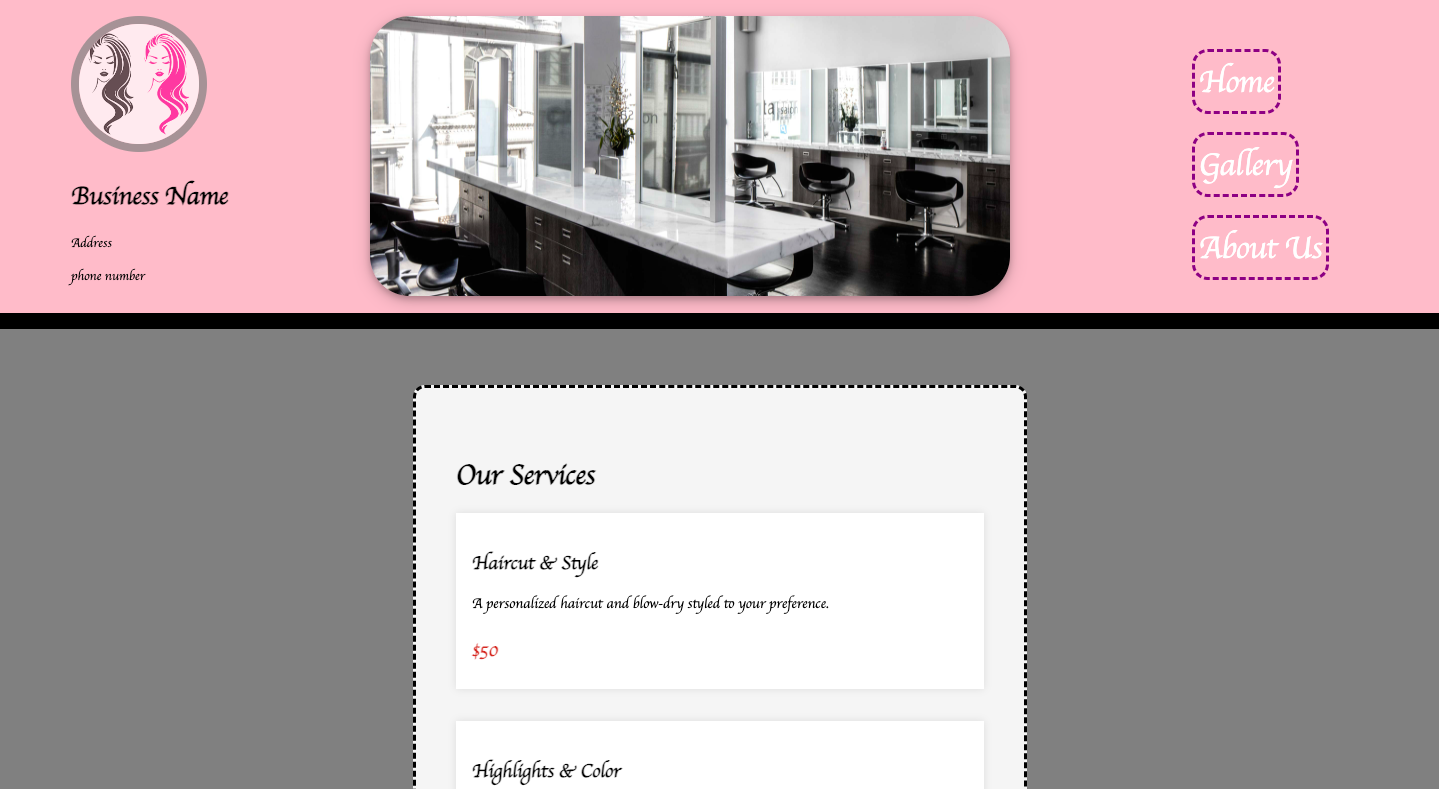 Business Name
Address
phone number
Home
Gallery
About Us
Our Services
Haircut & Style
A personalized haircut and blow-dry styled to your preference.
$50
Highlights & Color